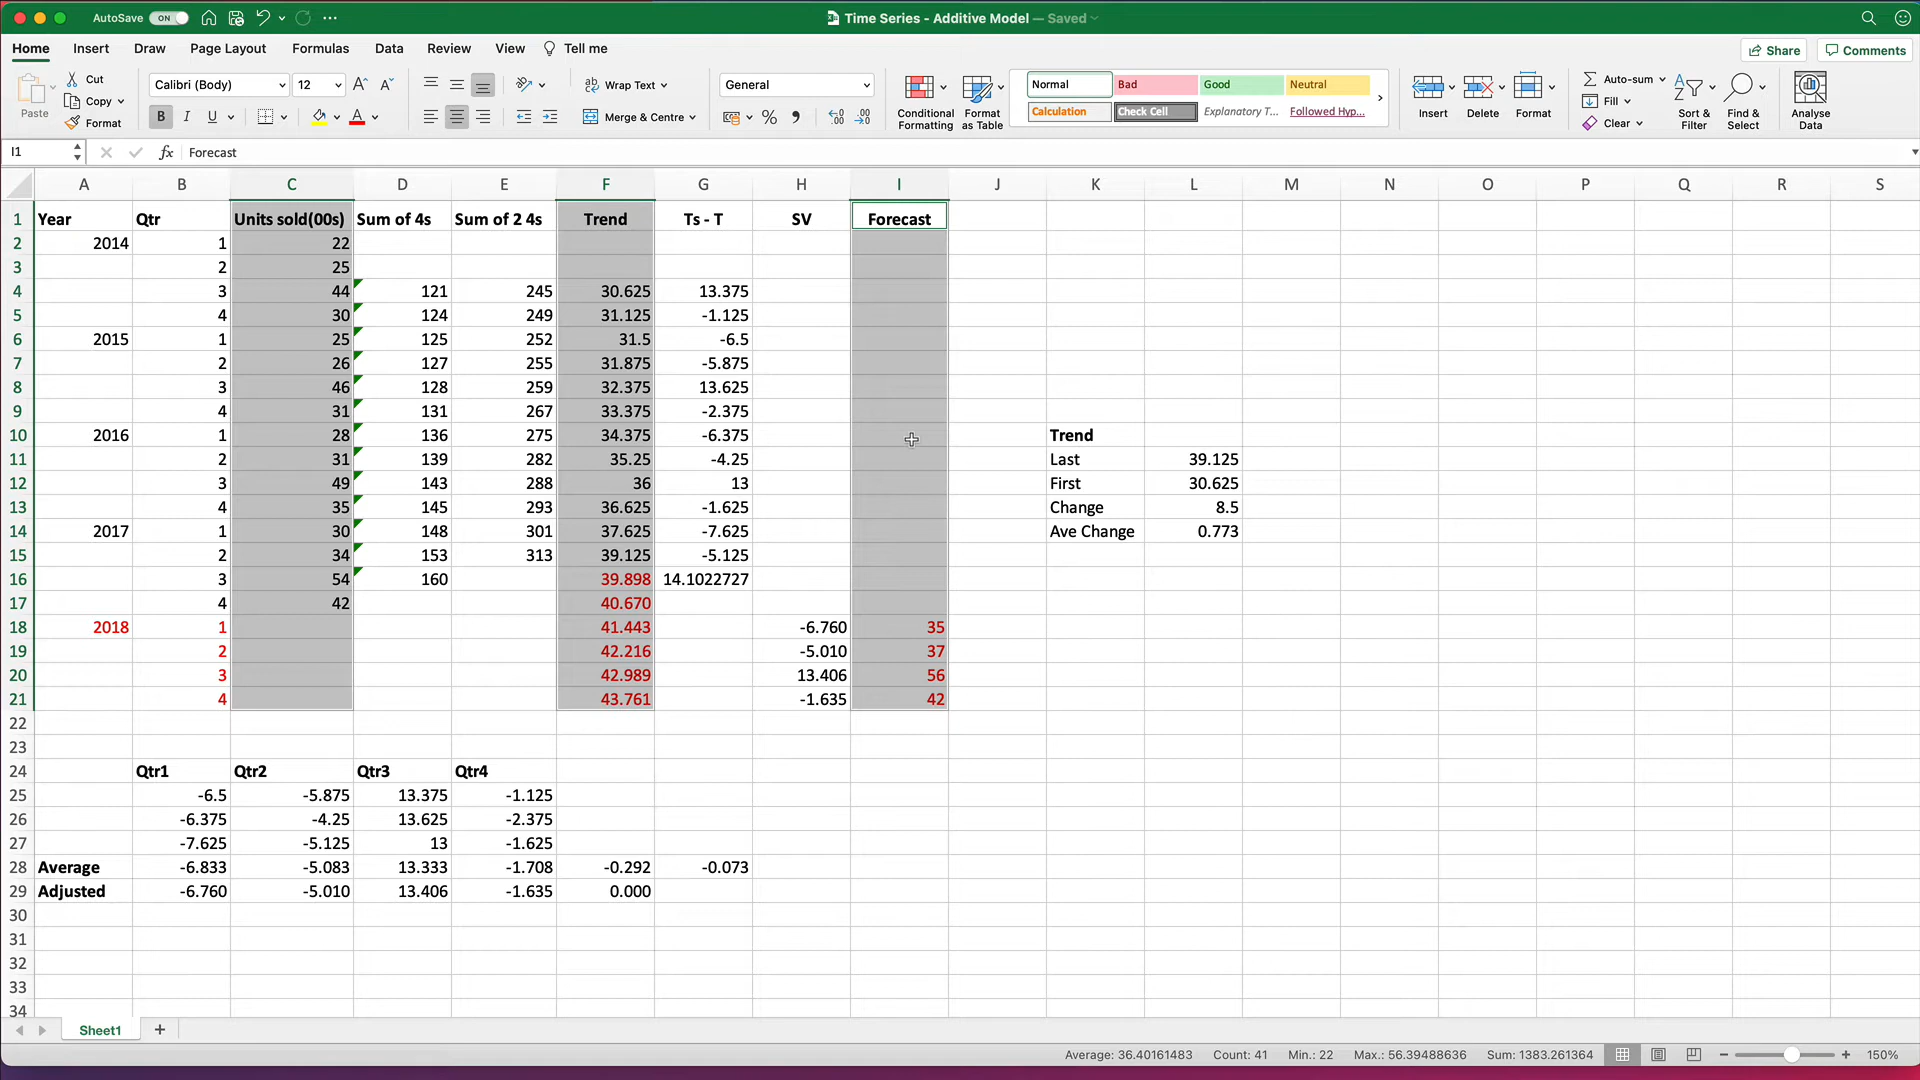 AutoSave ON
Time Series - Additive Model — Saved
Home Insert Draw Page Layout Formulas Data Review View Tell me
Share Comments
Paste
Cut
Copy
Format
Calibri (Body) 12
B I U
Wrap Text
Merge & Centre
General
Conditional Formatting
Format as Table
Normal Bad Good Neutral
Calculation Check Cell Explanatory T... Followed Hyp...
Insert
Delete
Format
Auto-sum
Fill
Clear
Sort & Filter
Find & Select
Analyse Data
I1 fx Forecast
A B C D E F G H I J K L M N O P Q R S
1 Year Qtr Units sold(00s) Sum of 4s Sum of 2 4s Trend Ts - T SV Forecast
2 2014 1 22
3 2 25
4 3 44 121 245 30.625 13.375
5 4 30 124 249 31.125 -1.125
6 2015 1 25 125 252 31.5 -6.5
7 2 26 127 255 31.875 -5.875
8 3 46 128 259 32.375 13.625
9 4 31 131 267 33.375 -2.375
10 2016 1 28 136 275 34.375 -6.375 Trend
11 2 31 139 282 35.25 -4.25 Last 39.125
12 3 49 143 288 36 13 First 30.625
13 4 35 145 293 36.625 -1.625 Change 8.5
14 2017 1 30 148 301 37.625 -7.625 Ave Change 0.773
15 2 34 153 313 39.125 -5.125
16 3 54 160 39.898 14.1022727
17 4 42 40.670
18 2018 1 41.443 -6.760 35
19 2 42.216 -5.010 37
20 3 42.989 13.406 56
21 4 43.761 -1.635 42
22
23
24 Qtr1 Qtr2 Qtr3 Qtr4
25 -6.5 -5.875 13.375 -1.125
26 -6.375 -4.25 13.625 -2.375
27 -7.625 -5.125 13 -1.625
28 Average -6.833 -5.083 13.333 -1.708 -0.292 -0.073
29 Adjusted -6.760 -5.010 13.406 -1.635 0.000
30
31
32
33
34
Sheet1 +
Average: 36.40161483 Count: 41 Min.: 22 Max.: 56.39488636 Sum: 1383.261364 150%